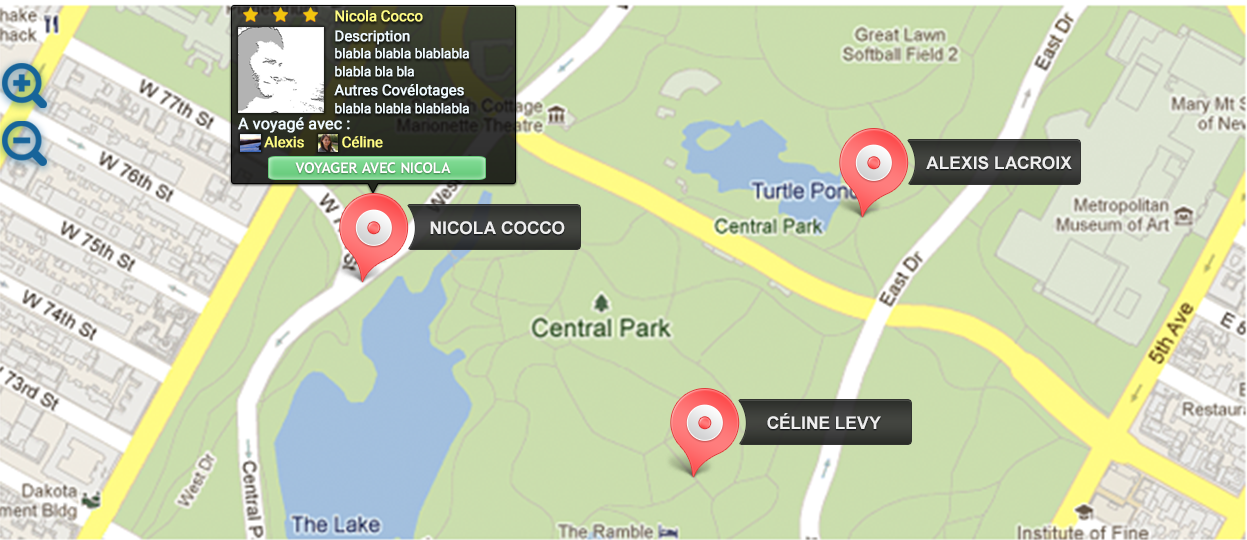 Nicola Cocco
Description
blabla blabla blablabla
blabla bla bla
Autres Covélotages
blabla blabla blablabla
A voyagé avec :
Alexis Céline
VOYAGER AVEC NICOLA
NICOLA COCCO
ALEXIS LACROIX
CÉLINE LEVY
hake
hack
W 77th St
W 76th St
W 75th St
W 74th St
73rd St
Cottage
Marionette Theatre
Great Lawn
Softball Field 2
East Dr
Mary Mt S
of New
Turtle Pond
Central Park
Metropolitan
Museum of Art
East Dr
5th Ave
E 6
Central Park
West Dr
Central P
Dakota
ment Bldg
The Lake
The Ramble
Restaura
Institute of Fine